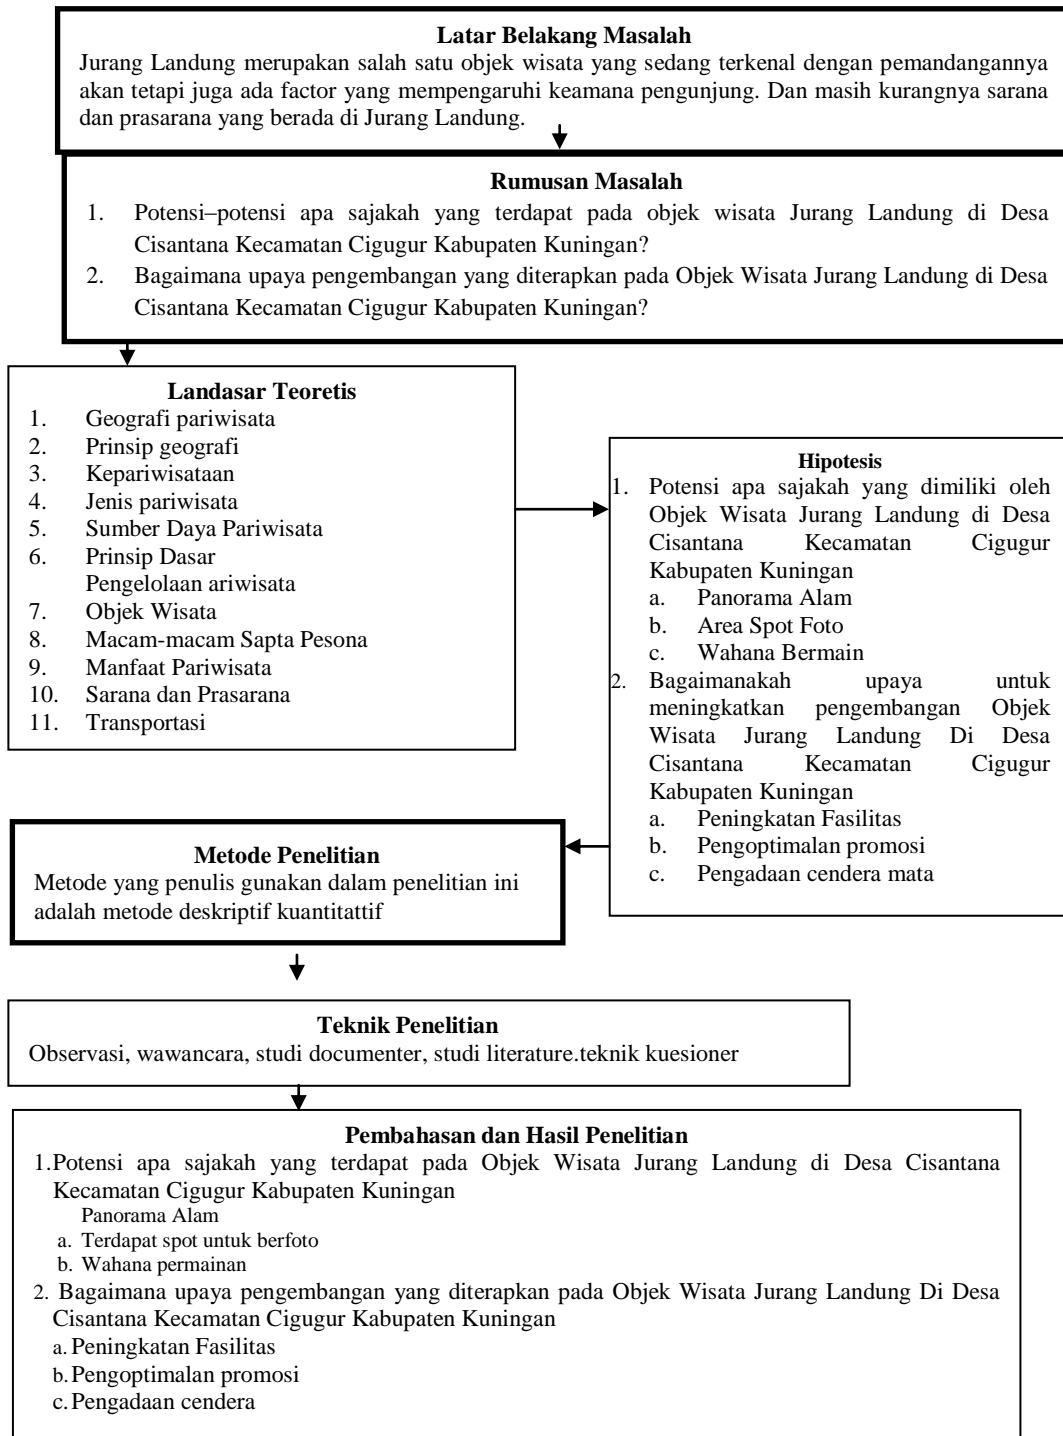 Latar Belakang Masalah
Jurang Landung merupakan salah satu objek wisata yang sedang terkenal dengan pemandangannya
akan tetapi juga ada factor yang mempengaruhi keamana pengunjung. Dan masih kurangnya sarana
dan prasarana yang berada di Jurang Landung.
Rumusan Masalah
1. Potensi–potensi apa sajakah yang terdapat pada objek wisata Jurang Landung di Desa
Cisantana Kecamatan Cigugur Kabupaten Kuningan?
2. Bagaimana upaya pengembangan yang diterapkan pada Objek Wisata Jurang Landung di Desa
Cisantana Kecamatan Cigugur Kabupaten Kuningan?
Landasar Teoretis
1. Geografi pariwisata
2. Prinsip geografi
3. Kepariwisataan
4. Jenis pariwisata
5. Sumber Daya Pariwisata
6. Prinsip Dasar
Pengelolaan ariwisata
7. Objek Wisata
8. Macam-macam Sapta Pesona
9. Manfaat Pariwisata
10. Sarana dan Prasarana
11. Transportasi
Hipotesis
1. Potensi apa sajakah yang dimiliki oleh
Objek Wisata Jurang Landung di Desa
Cisantana Kecamatan Cigugur
Kabupaten Kuningan
a. Panorama Alam
b. Area Spot Foto
c. Wahana Bermain
2. Bagaimanakah upaya untuk
meningkatkan pengembangan Objek
Wisata Jurang Landung Di Desa
Cisantana Kecamatan Cigugur
Kabupaten Kuningan
a. Peningkatan Fasilitas
b. Pengoptimalan promosi
c. Pengadaan cendera mata
Metode Penelitian
Metode yang penulis gunakan dalam penelitian ini
adalah metode deskriptif kuantitattif
Teknik Penelitian
Observasi, wawancara, studi documenter, studi literature.teknik kuesioner
Pembahasan dan Hasil Penelitian
1.Potensi apa sajakah yang terdapat pada Objek Wisata Jurang Landung di Desa Cisantana
Kecamatan Cigugur Kabupaten Kuningan
Panorama Alam
a. Terdapat spot untuk berfoto
b. Wahana permainan
2. Bagaimana upaya pengembangan yang diterapkan pada Objek Wisata Jurang Landung Di Desa
Cisantana Kecamatan Cigugur Kabupaten Kuningan
a. Peningkatan Fasilitas
b. Pengoptimalan promosi
c. Pengadaan cendera